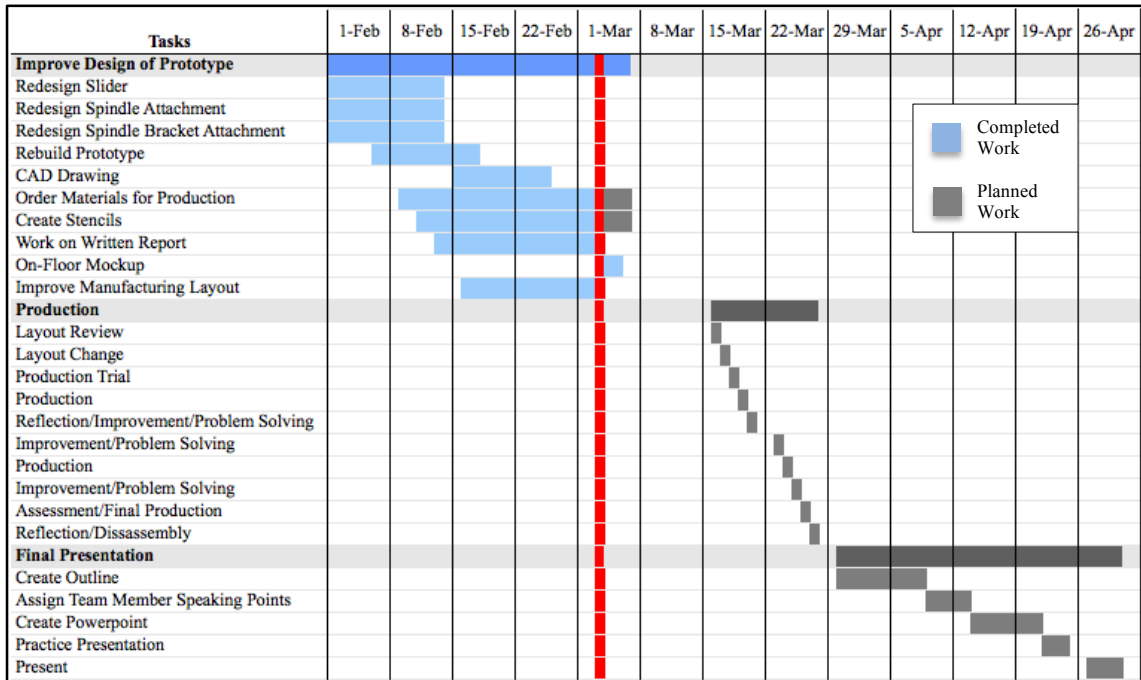 Tasks 1-Feb 8-Feb 15-Feb 22-Feb 1-Mar 8-Mar 15-Mar 22-Mar 29-Mar 5-Apr 12-Apr 19-Apr 26-Apr
Improve Design of Prototype
Redesign Slider
Redesign Spindle Attachment
Redesign Spindle Bracket Attachment
Rebuild Prototype
CAD Drawing
Order Materials for Production
Create Stencils
Work on Written Report
On-Floor Mockup
Improve Manufacturing Layout
Production
Layout Review
Layout Change
Production Trial
Production
Reflection/Improvement/Problem Solving
Improvement/Problem Solving
Production
Improvement/Problem Solving
Assessment/Final Production
Reflection/Dissassembly
Final Presentation
Create Outline
Assign Team Member Speaking Points
Create Powerpoint
Practice Presentation
Present
Completed
Work
Planned
Work